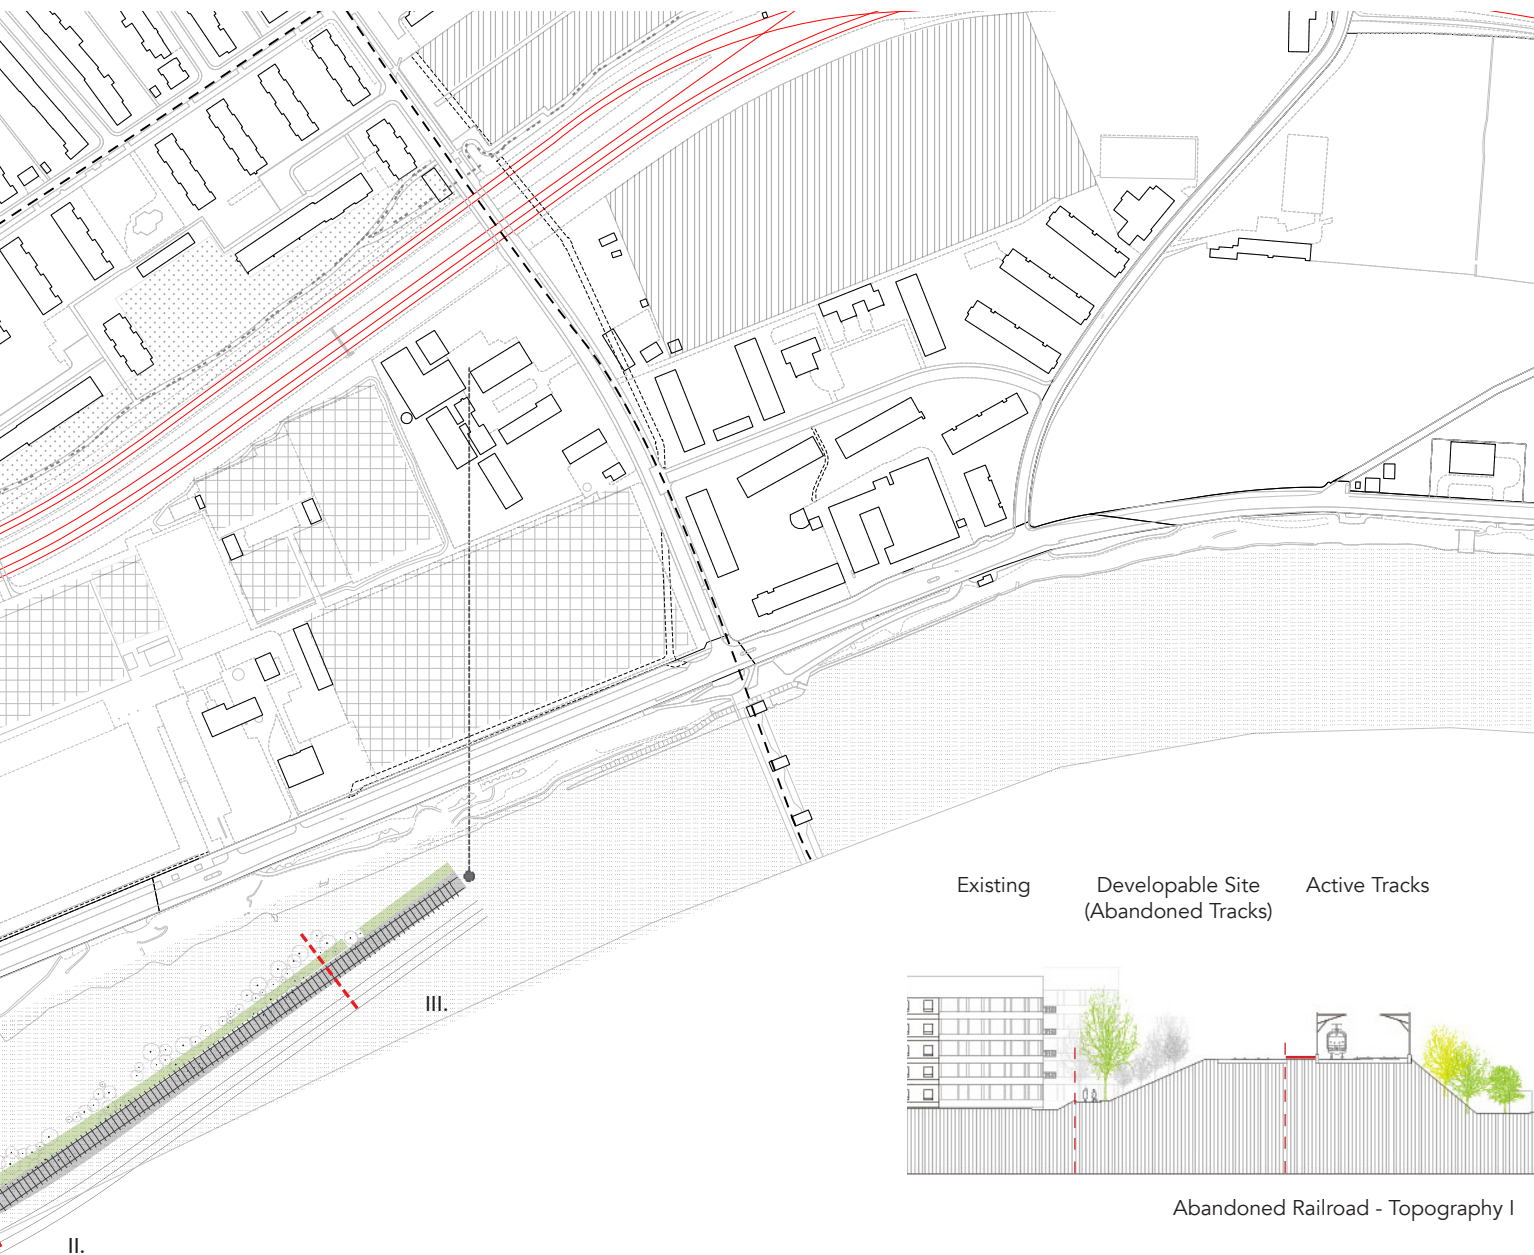 Existing
Developable Site
(Abandoned Tracks)
Active Tracks
III.
Abandoned Railroad - Topography I
II.